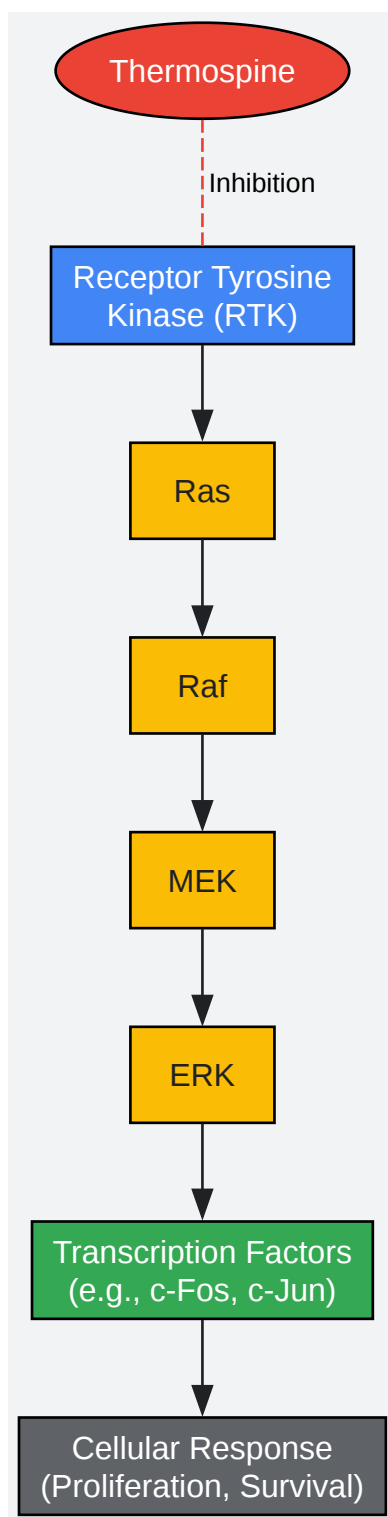 Thermospine
Inhibition
Receptor Tyrosine
Kinase (RTK)
Ras
Raf
MEK
ERK
Transcription Factors
(e.g., c-Fos, c-Jun)
Cellular Response
(Proliferation, Survival)